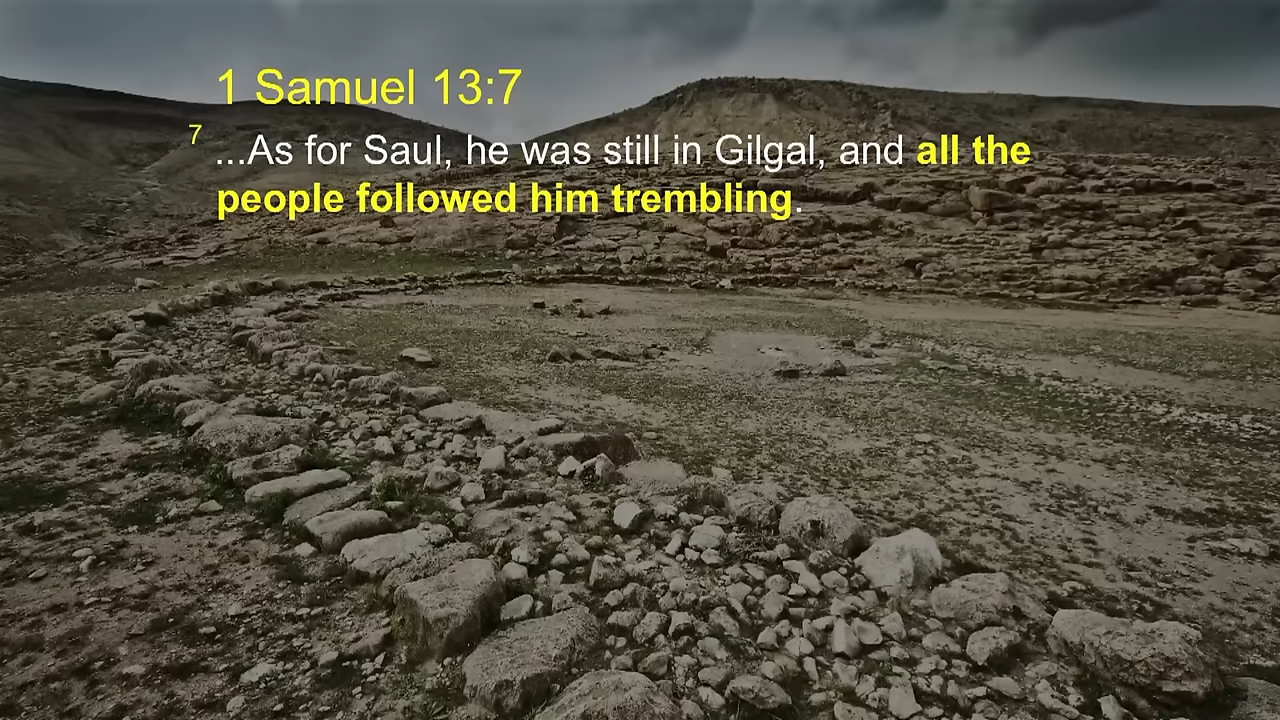 1 Samuel 13:7
7 ...As for Saul, he was still in Gilgal, and all the
people followed him trembling.